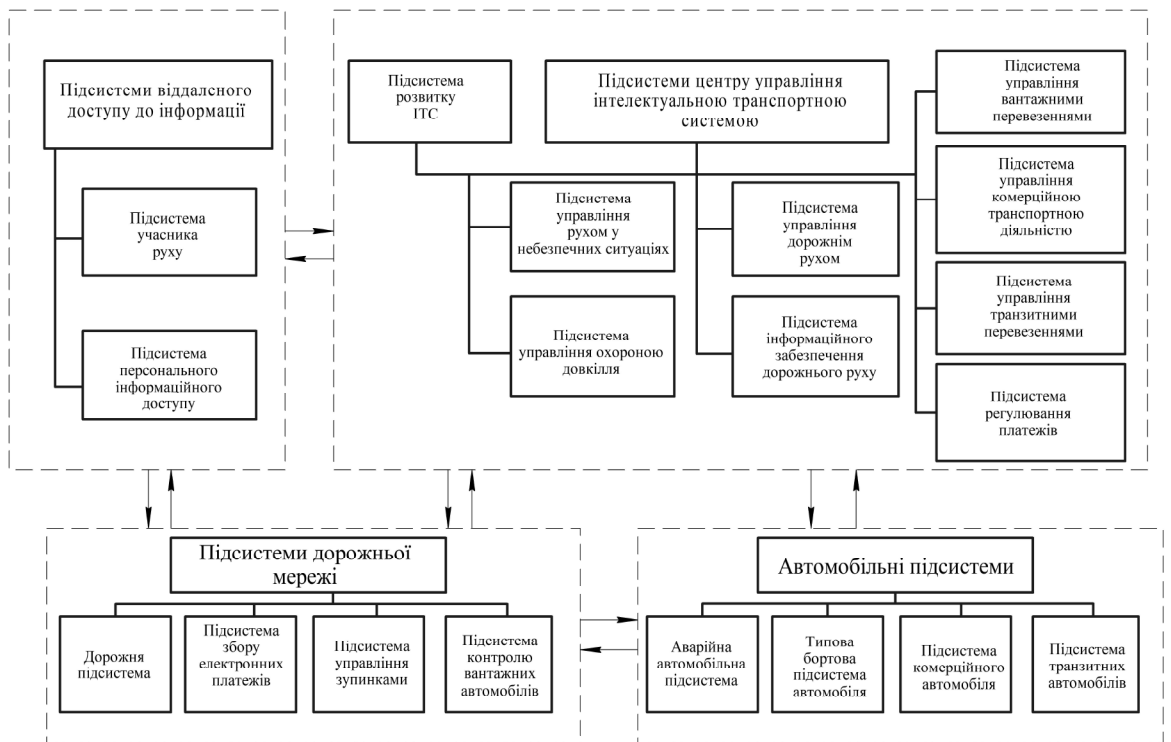 Підсистеми віддаленого
доступу до інформації
Підсистема
учасника
руху
Підсистема
персонального
інформаційного
доступу
Підсистема
розвитку
ІТС
Підсистеми центру управління
інтелектуальною транспортною
системою
Підсистема
управління
рухом у
небезпечних ситуаціях
Підсистема
управління охороною
довкілля
Підсистема
управління
дорожнім
рухом
Підсистема
інформаційного
забезпечення
дорожнього руху
Підсистема
управління
вантажними
перевезеннями
Підсистема
управління
комерційною
транспортною
діяльністю
Підсистема
управління
транзитними
перевезеннями
Підсистема
регулювання
платежів
Підсистеми дорожньої
мережі
Дорожня
підсистема
Підсистема
збору
електронних
платежів
Підсистема
управління
зупинками
Підсистема
контролю
вантажних
автомобілів
Автомобільні підсистеми
Аварійна
автомобільна
підсистема
Типова
бортова
підсистема
автомобіля
Підсистема
комерційного
автомобіля
Підсистема
транзитних
автомобілів